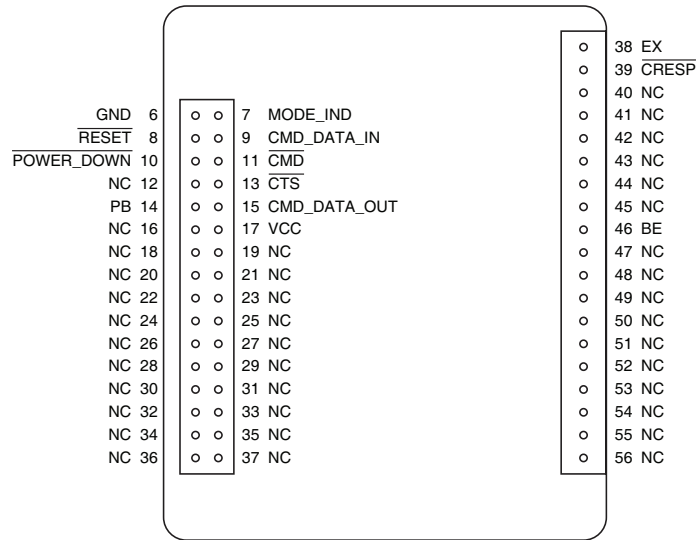 38 EX
39 CRESP
40 NC
GND 6 7 MODE_IND 41 NC
RESET 8 9 CMD_DATA_IN 42 NC
POWER_DOWN 10 11 CMD 43 NC
NC 12 13 CTS 44 NC
PB 14 15 CMD_DATA_OUT 45 NC
NC 16 17 VCC 46 BE
NC 18 19 NC 47 NC
NC 20 21 NC 48 NC
NC 22 23 NC 49 NC
NC 24 25 NC 50 NC
NC 26 27 NC 51 NC
NC 28 29 NC 52 NC
NC 30 31 NC 53 NC
NC 32 33 NC 54 NC
NC 34 35 NC 55 NC
NC 36 37 NC 56 NC